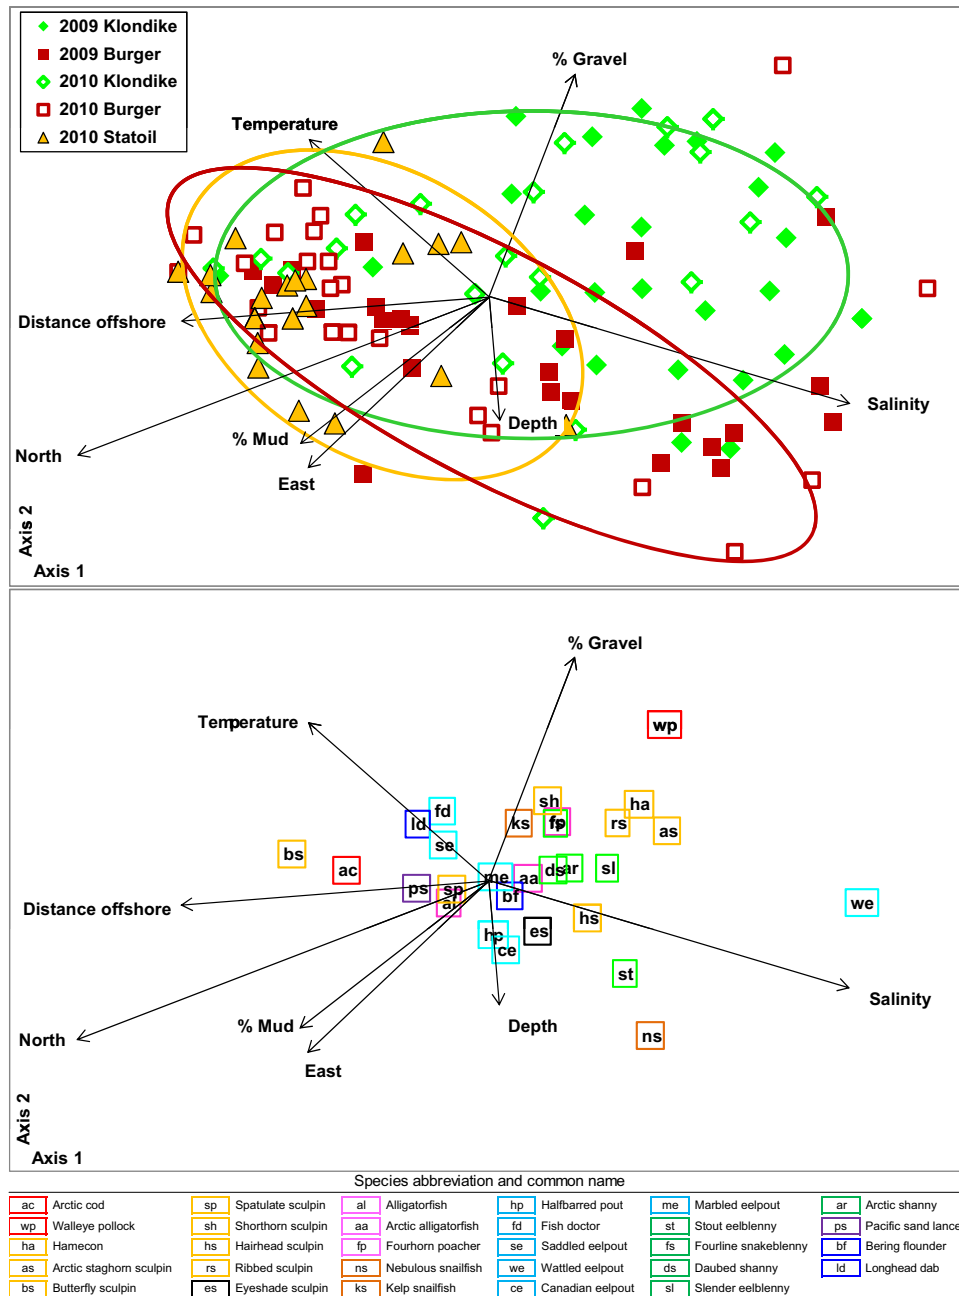 2009 Klondike
2009 Burger
2010 Klondike
2010 Burger
2010 Statoil
% Gravel
Temperature
Distance offshore
Salinity
Depth
% Mud
North
East
Axis 2
Axis 1
% Gravel
wp
Temperature
sh
ha
fd
ld
ks
fs
fp
rs
as
se
bs
ac
me
aa
ds
ar
sl
ps
sp
al
bf
we
Distance offshore
hs
hp
es
ce
st
Salinity
% Mud
Depth
North
ns
East
Axis 2
Axis 1
Species abbreviation and common name
ac Arctic cod sp Spatulate sculpin al Alligatorfish hp Halfbarred pout me Marbled eelpout ar Arctic shanny
wp Walleye pollock sh Shorthorn sculpin aa Arctic alligatorfish fd Fish doctor st Stout eelblenny ps Pacific sand lance
ha Hamecon hs Hairhead sculpin fp Fourhorn poacher se Saddled eelpout fs Fourline snakeblenny bf Bering flounder
as Arctic staghorn sculpin rs Ribbed sculpin ns Nebulous snailfish we Wattled eelpout ds Daubed shanny ld Longhead dab
bs Butterfly sculpin es Eyeshade sculpin ks Kelp snailfish ce Canadian eelpout sl Slender eelblenny